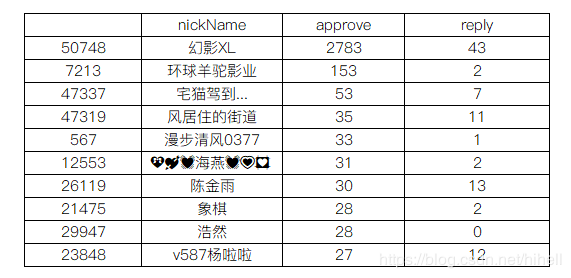 nickName approve reply
50748 幻影XL 2783 43
7213 环球羊驼影业 153 2
47337 宅猫驾到... 53 7
47319 风居住的街道 35 11
567 漫步清风0377 33 1
12553 海燕 31 2
26119 陈金雨 30 13
21475 象棋 28 2
29947 浩然 28 0
23848 v587杨啦啦 27 12
https://blog.csdn.net/hihell